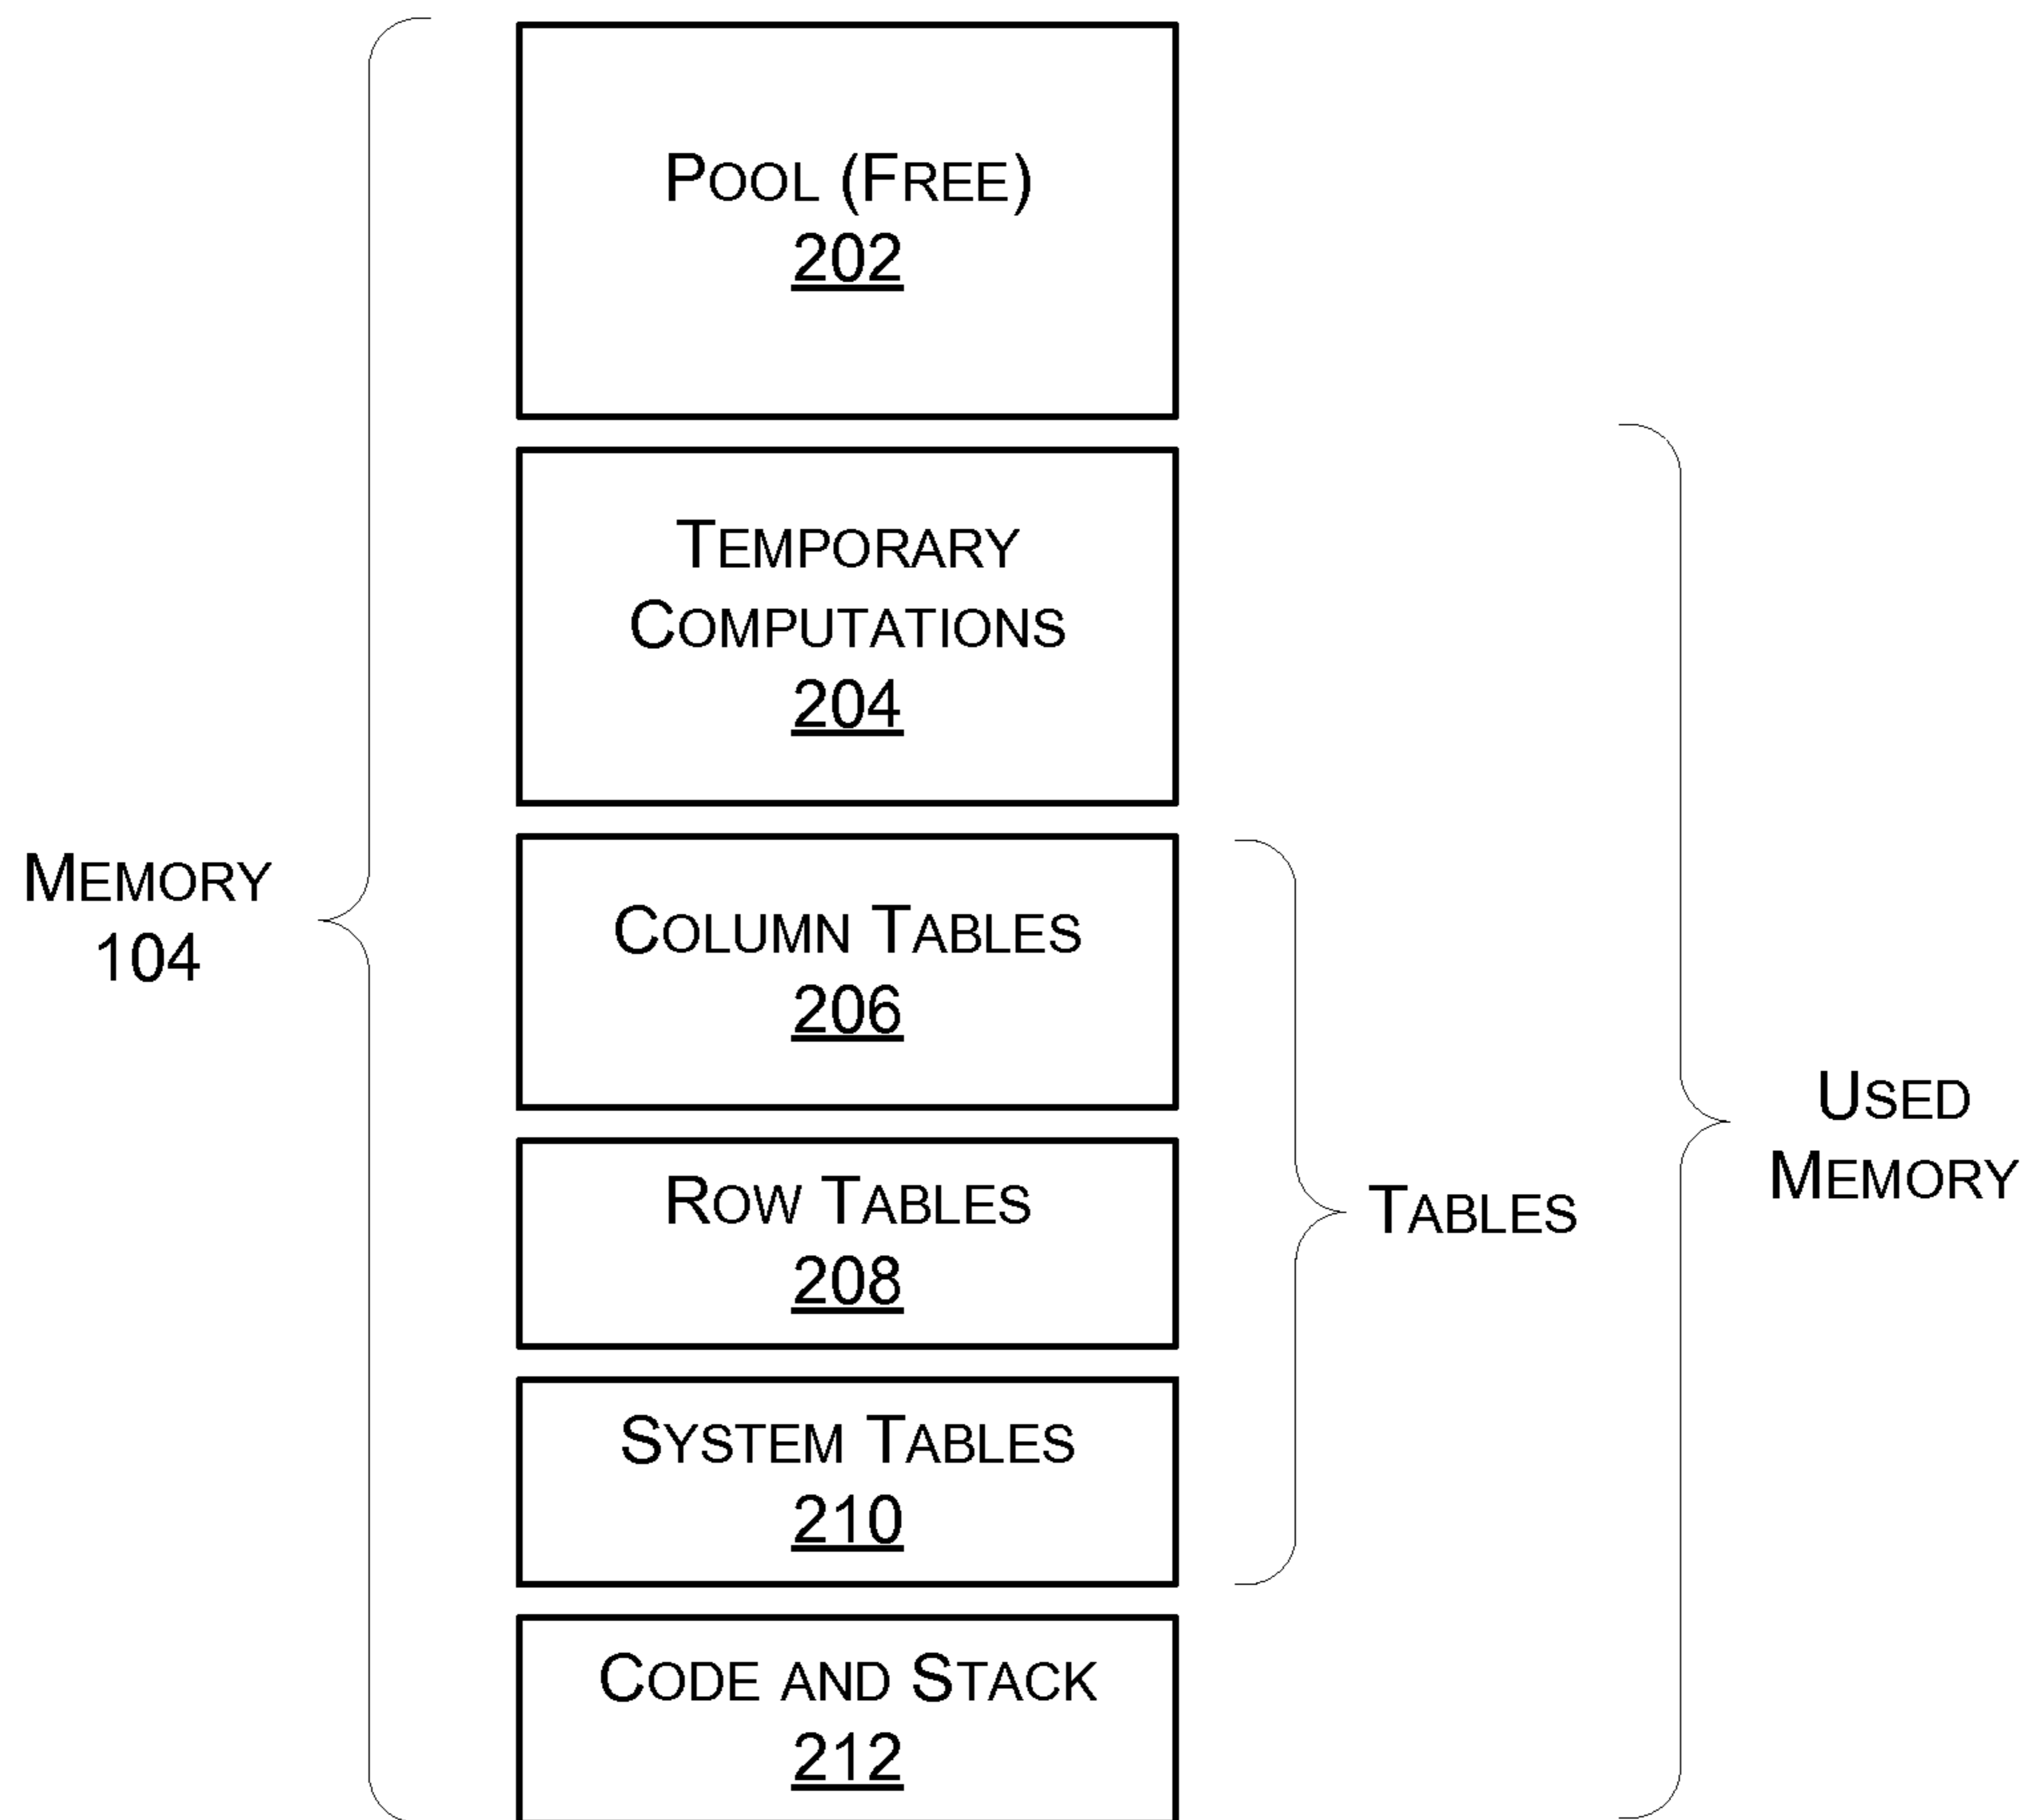 POOL (FREE)
202
TEMPORARY
COMPUTATIONS
204
MEMORY
104
COLUMN TABLES
206
ROW TABLES
208
TABLES
USED
MEMORY
SYSTEM TABLES
210
CODE AND STACK
212